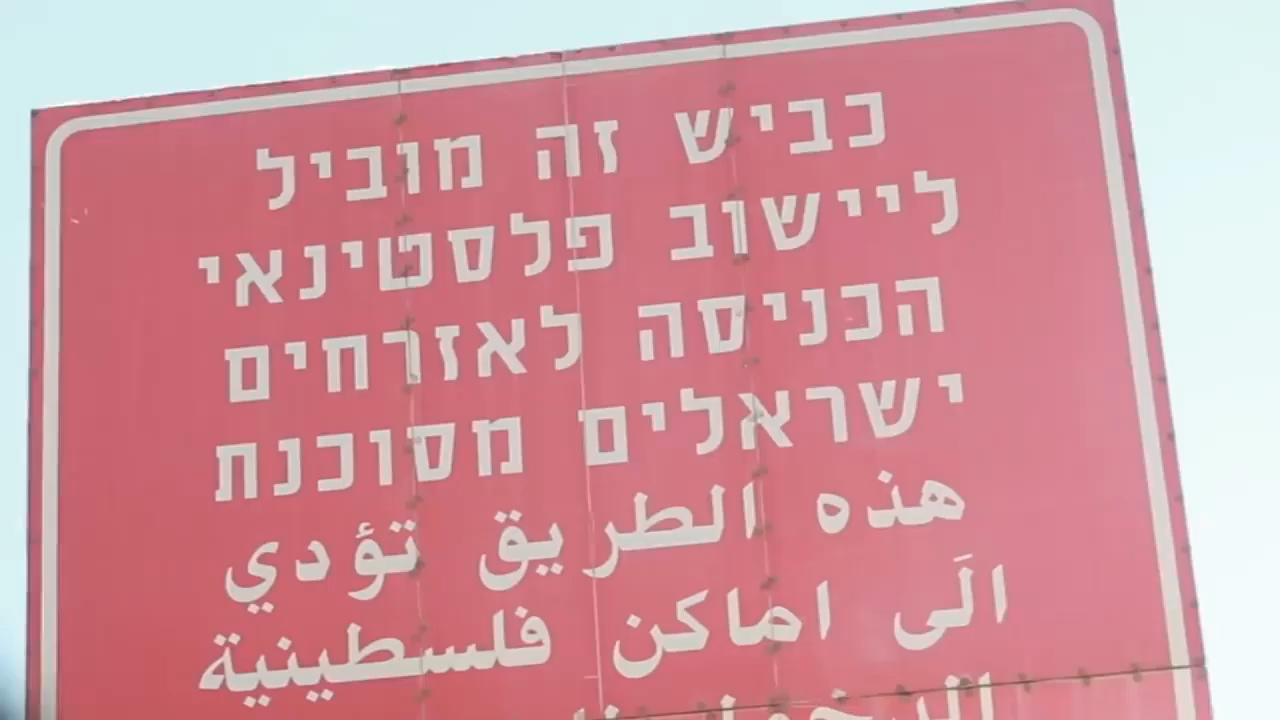 כביש זה מוביל
ליישוב פלסטינאי
הכניסה לאזרחים
ישראלים מסוכנת
هذه الطريق تؤدي
الَى اماكن فلسطينية